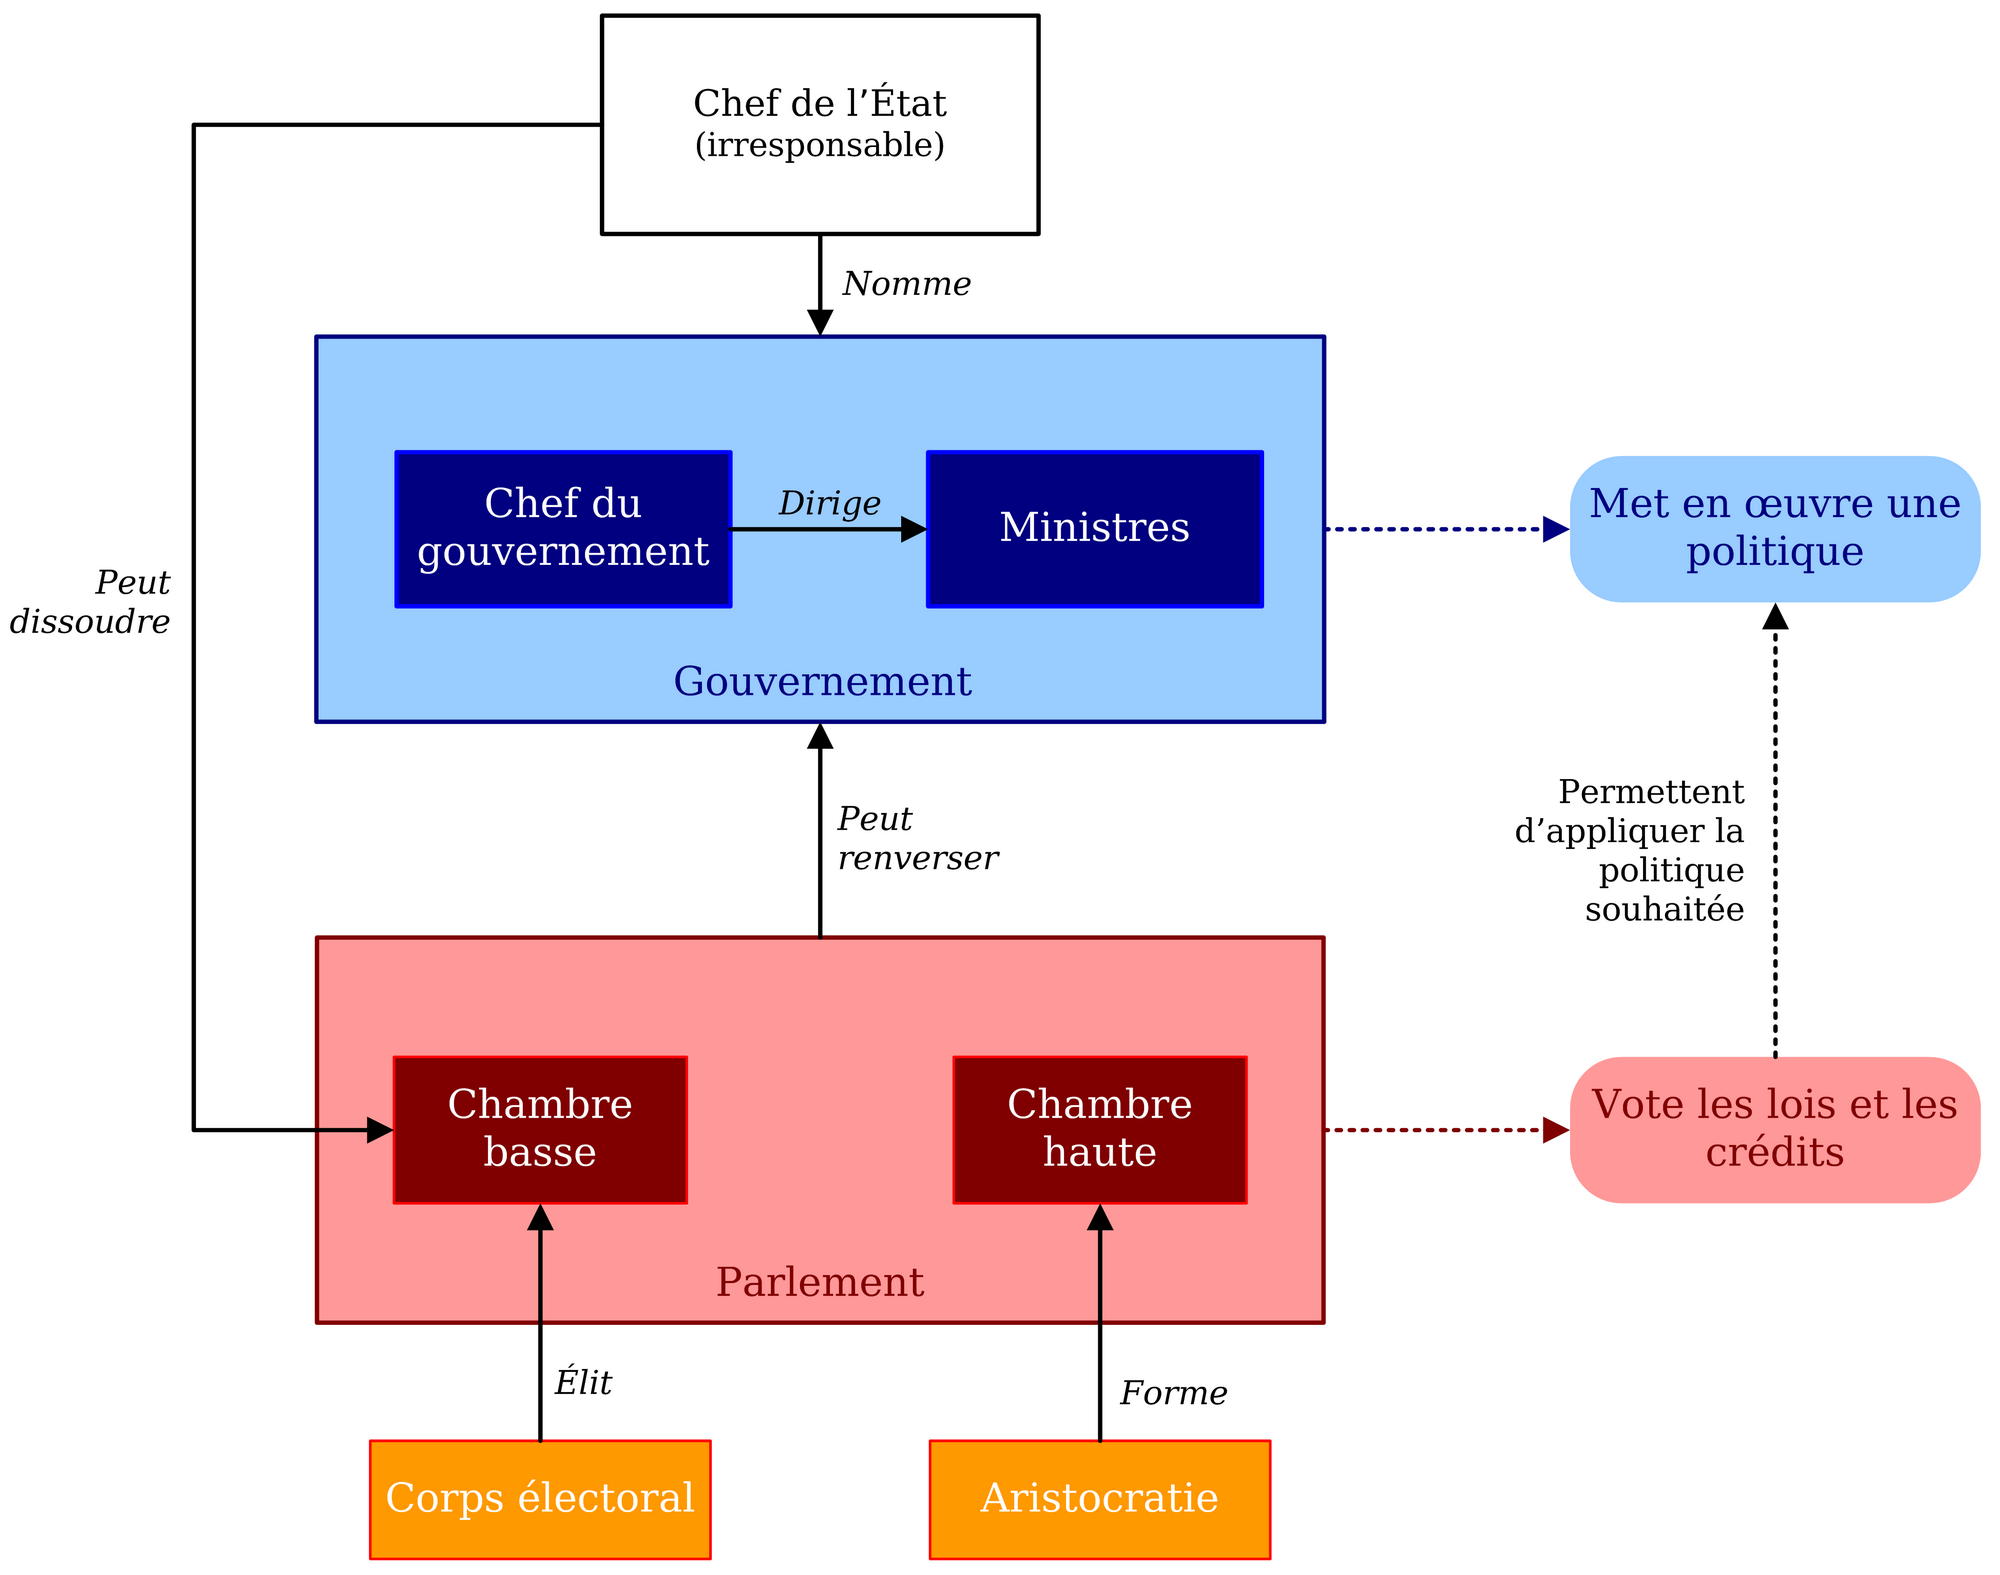 Chef de l’État
(irresponsable)
Nomme
Chef du
gouvernement
Dirige
Ministres
Gouvernement
Met en œuvre une
politique
Peut
dissoudre
Peut
renverser
Permettent
d’appliquer la
politique
souhaitée
Chambre
basse
Chambre
haute
Parlement
Vote les lois et les
crédits
Élit
Forme
Corps électoral
Aristocratie